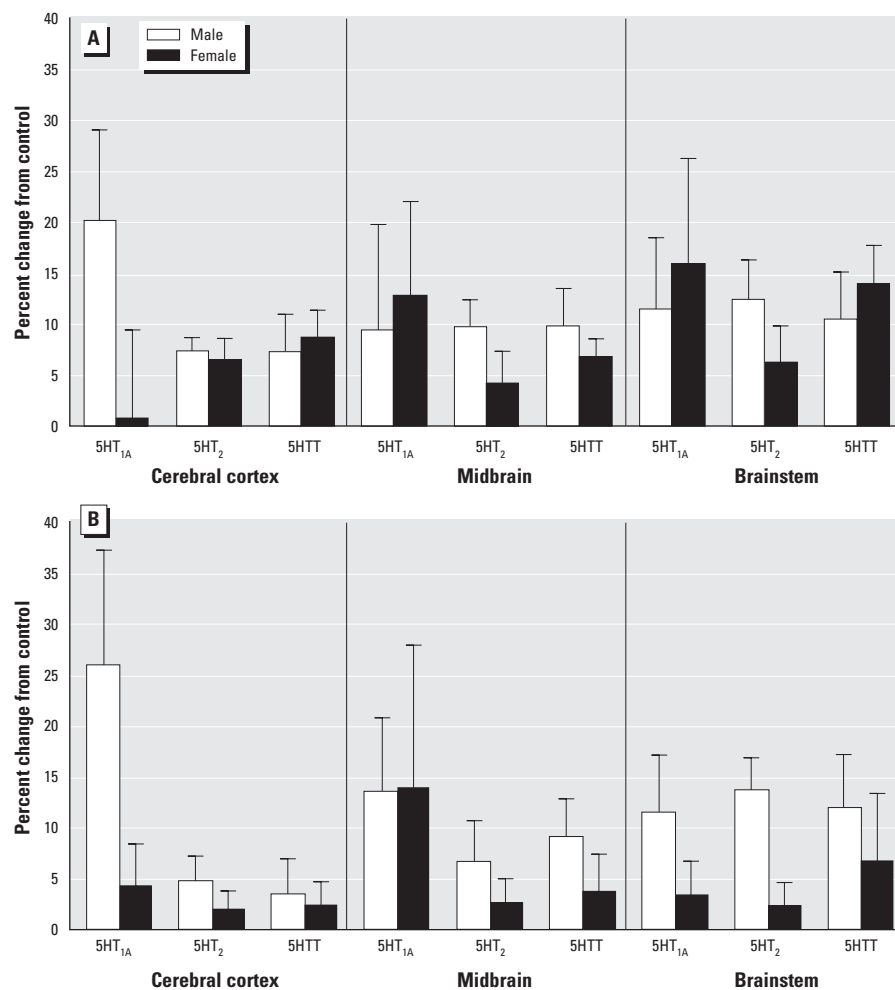 A
Male
Female
Percent change from control
40
35
30
25
20
15
10
5
0
5HT1A 5HT2 5HTT 5HT1A 5HT2 5HTT 5HT1A 5HT2 5HTT
Cerebral cortex Midbrain Brainstem
B
Percent change from control
40
35
30
25
20
15
10
5
0
5HT1A 5HT2 5HTT 5HT1A 5HT2 5HTT 5HT1A 5HT2 5HTT
Cerebral cortex Midbrain Brainstem